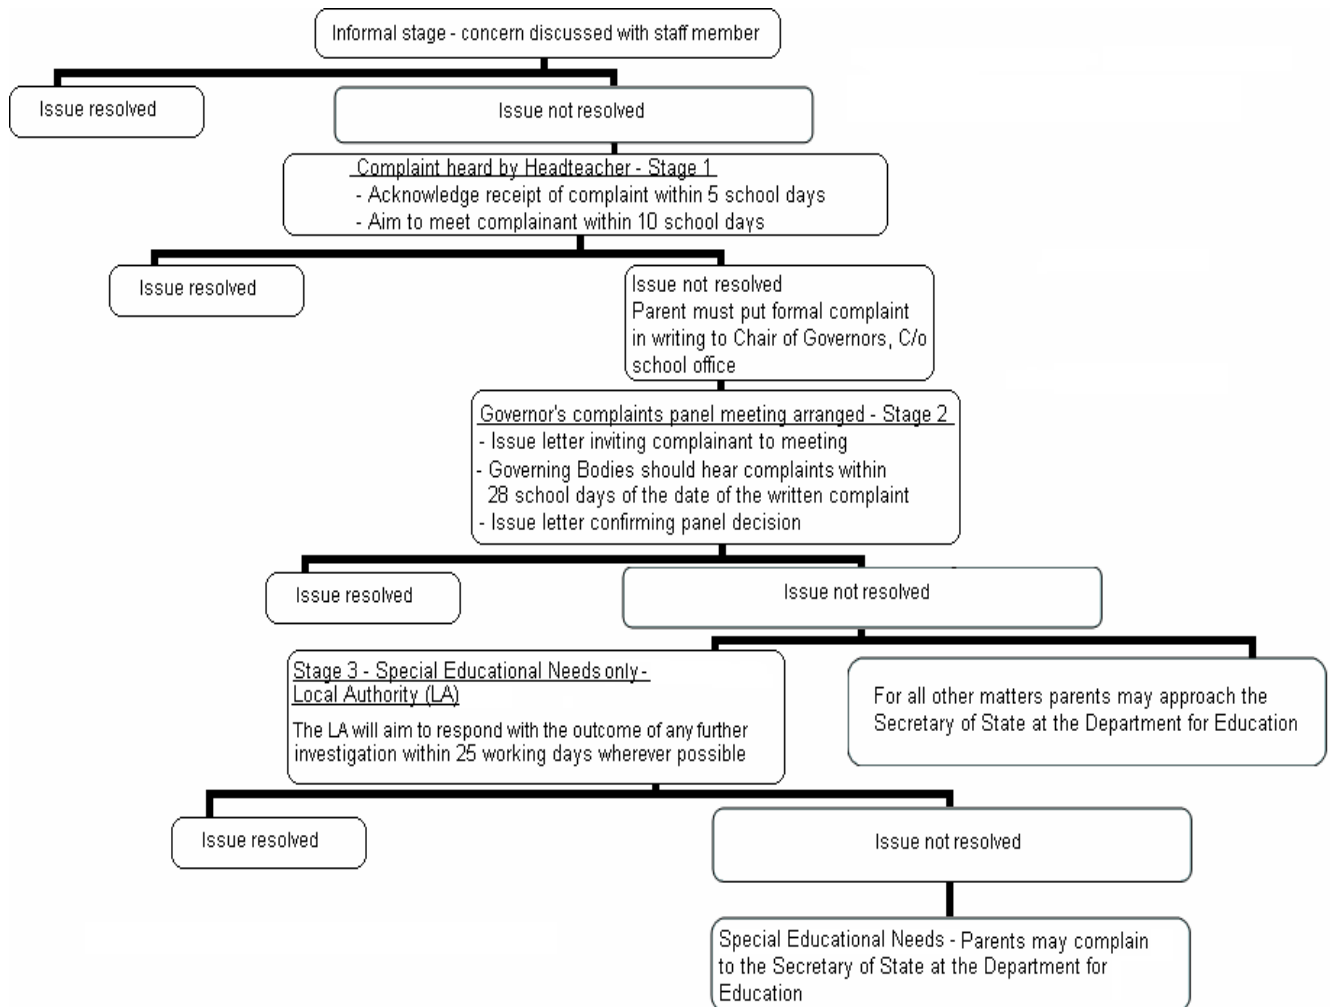 Informal stage - concern discussed with staff member
Issue resolved
Issue not resolved
Complaint heard by Headteacher - Stage 1
- Acknowledge receipt of complaint within 5 school days
- Aim to meet complainant within 10 school days
Issue resolved
Issue not resolved
Parent must put formal complaint
in writing to Chair of Governors, C/o
school office
Governor's complaints panel meeting arranged - Stage 2
- Issue letter inviting complainant to meeting
- Governing Bodies should hear complaints within
28 school days of the date of the written complaint
- Issue letter confirming panel decision
Issue resolved
Issue not resolved
Stage 3 - Special Educational Needs only -
Local Authority (LA)
The LA will aim to respond with the outcome of any further
investigation within 25 working days wherever possible
For all other matters parents may approach the
Secretary of State at the Department for Education
Issue resolved
Issue not resolved
Special Educational Needs - Parents may complain
to the Secretary of State at the Department for
Education